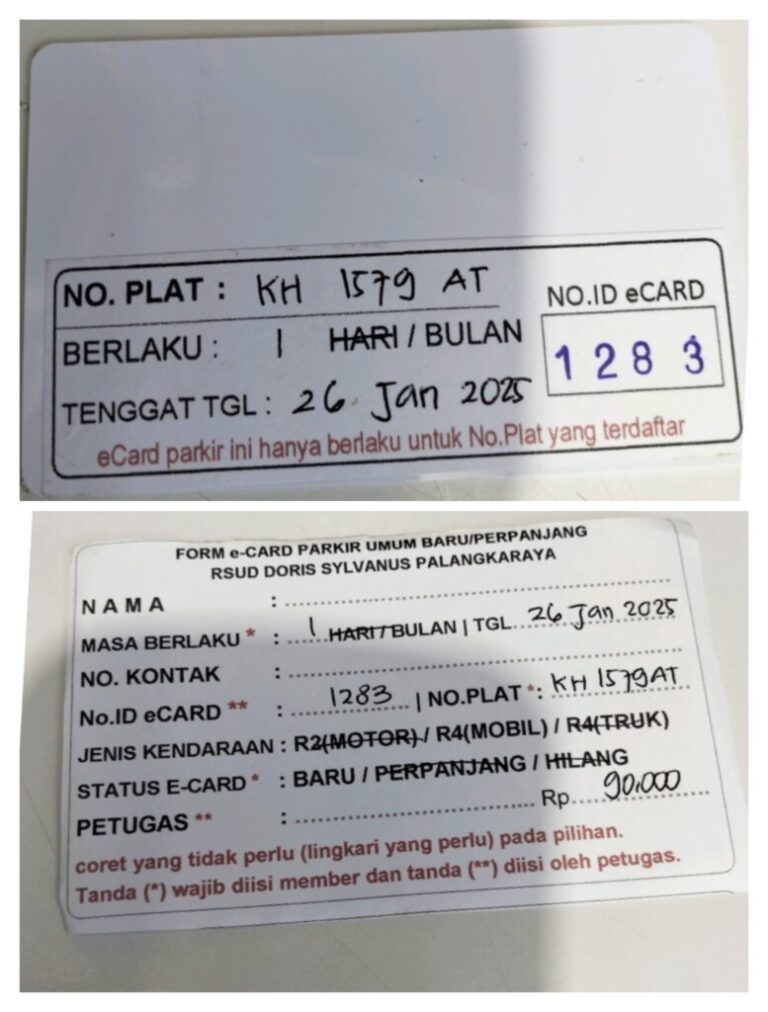 NO. PLAT : KH 1579 AT
NO.ID eCARD
BERLAKU : 1 HARI / BULAN
1283
TENGGAT TGL : 26 Jan 2025
eCard parkir ini hanya berlaku untuk No.Plat yang terdaftar
FORM e-CARD PARKIR UMUM BARU/PERPANJANG
RSUD DORIS SYLVANUS PALANGKARAYA
NAMA : ....................
MASA BERLAKU * : ....1 HARI / BULAN | TGL....26 Jan 2025
NO. KONTAK : ....................
No.ID eCARD ** : ....1283.... | NO.PLAT *: KH 1579 AT
JENIS KENDARAAN : R2(MOTOR) / R4(MOBIL) / R4(TRUK)
STATUS E-CARD * : BARU / PERPANJANG / HILANG
PETUGAS ** : .................... Rp....90.000
coret yang tidak perlu (lingkari yang perlu) pada pilihan.
Tanda (*) wajib diisi member dan tanda (**) diisi oleh petugas.